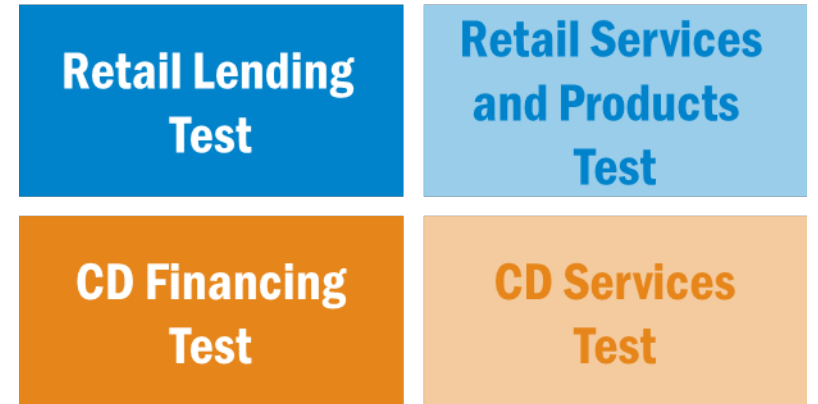 Retail Lending
Test
Retail Services
and Products
Test
CD Financing
Test
CD Services
Test